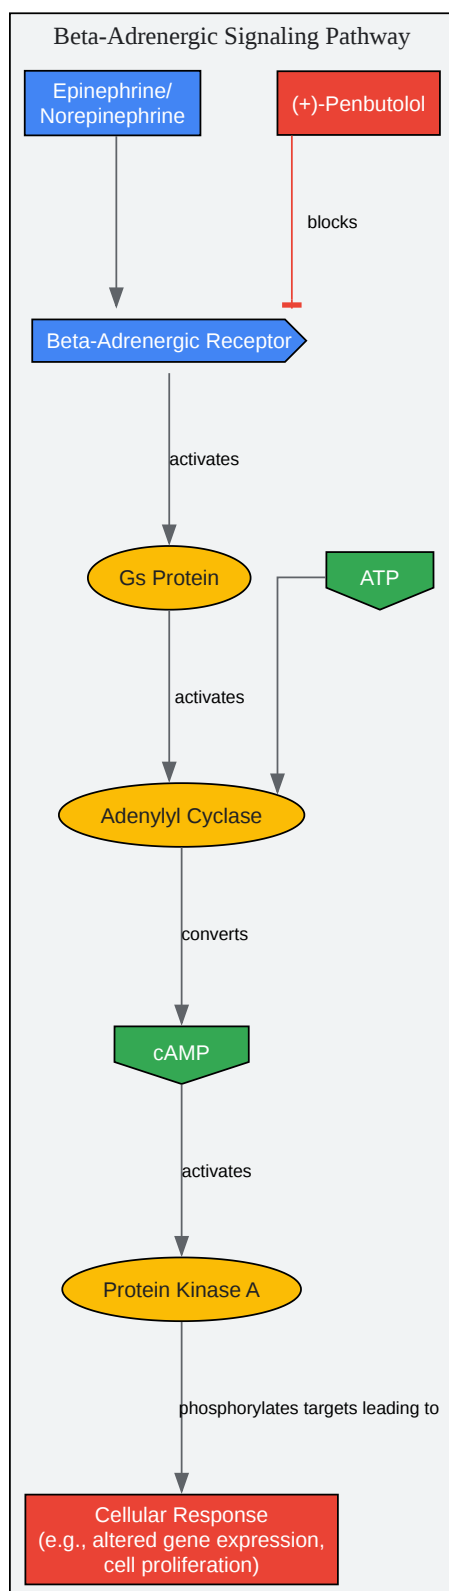 Beta-Adrenergic Signaling Pathway
Epinephrine/
Norepinephrine
(+)-Penbutolol
blocks
Beta-Adrenergic Receptor
activates
Gs Protein
ATP
activates
Adenylyl Cyclase
converts
cAMP
activates
Protein Kinase A
phosphorylates targets leading to
Cellular Response
(e.g., altered gene expression,
cell proliferation)